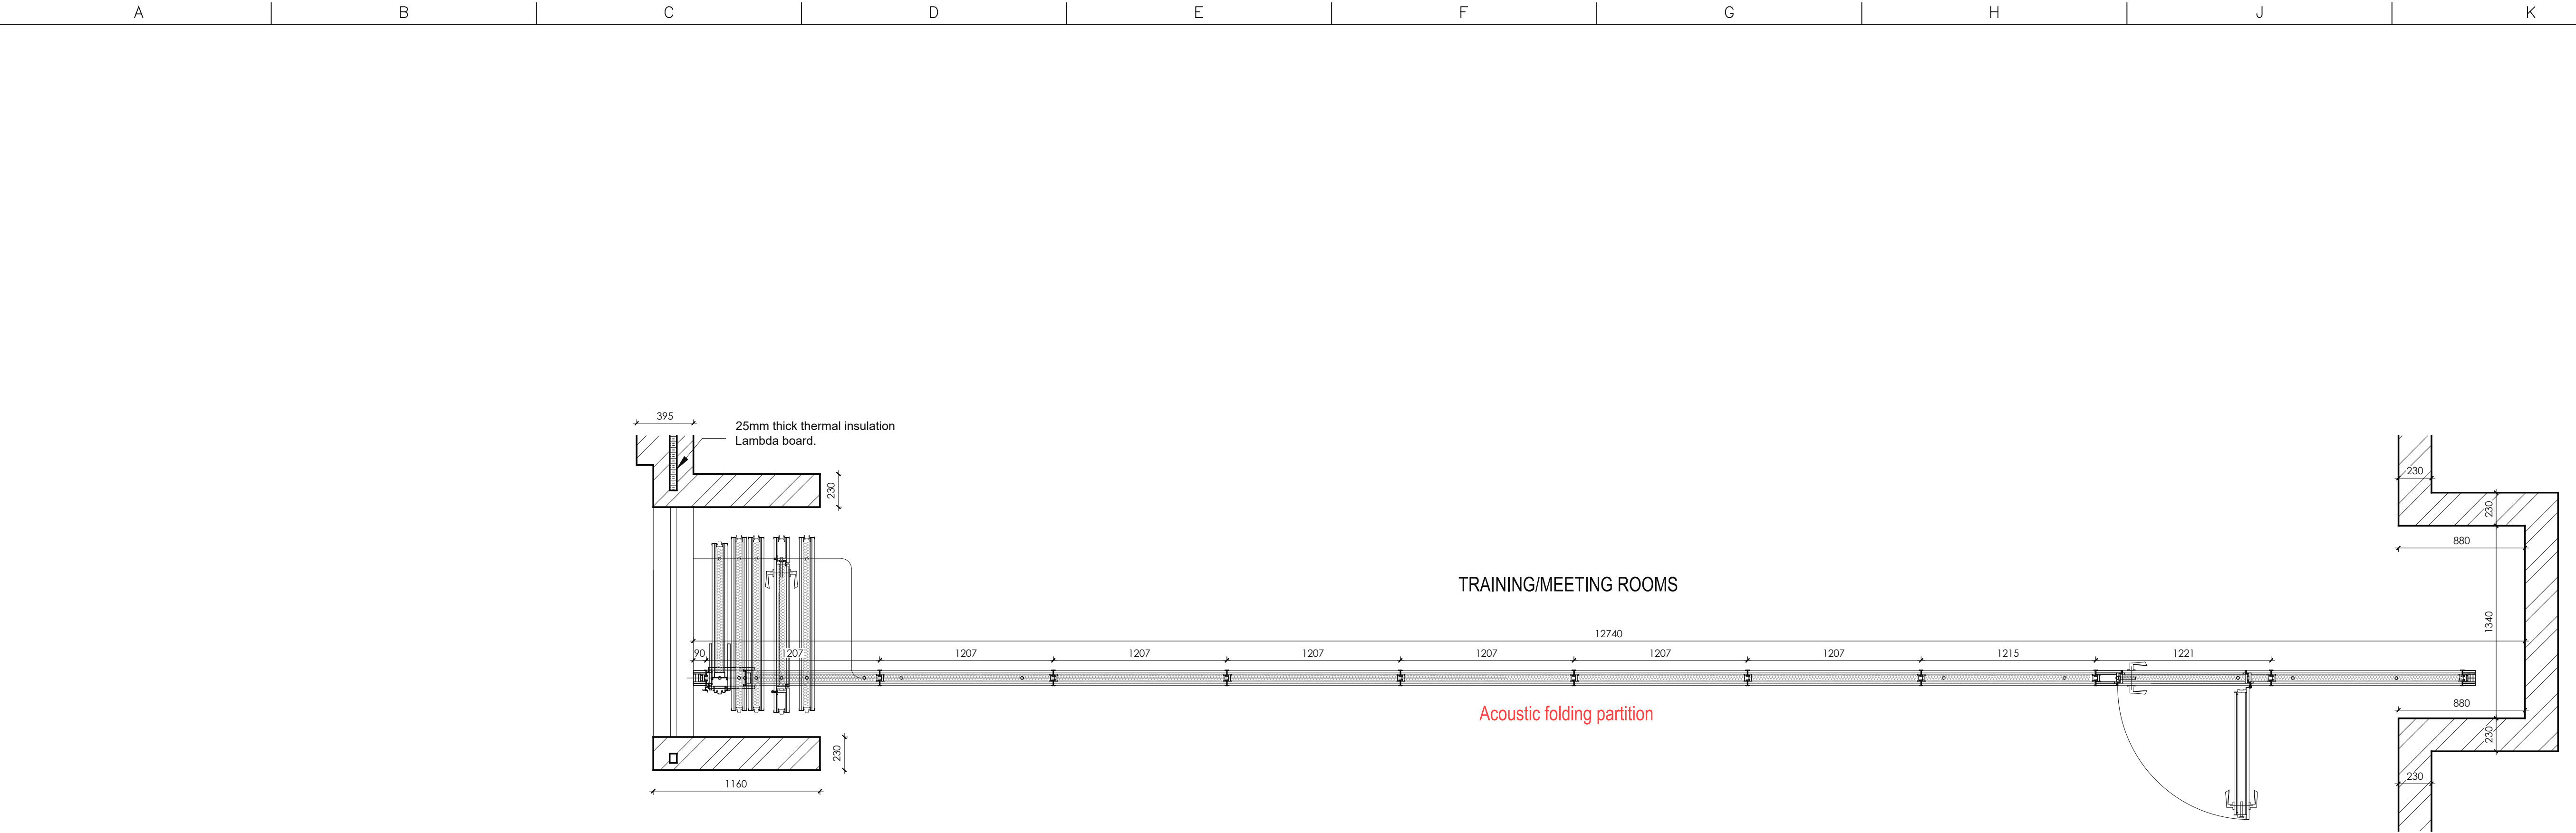 A B C D E F G H J K
395
25mm thick thermal insulation
Lambda board.
230
230
230
880
TRAINING/MEETING ROOMS
1340
12740
90 1207 1207 1207 1207 1207 1207 1207 1215 1221
Acoustic folding partition
880
230
230
230
1160